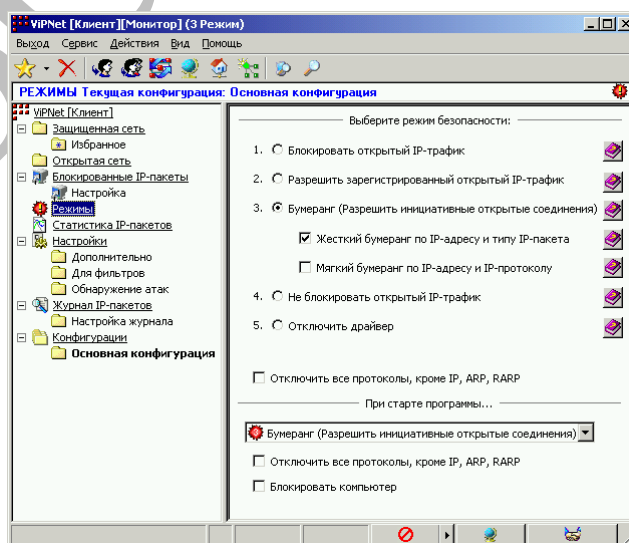 ViPNet [Клиент][Монитор] (3 Режим)
Выход Сервис Действия Вид Помощь
РЕЖИМЫ Текущая конфигурация: Основная конфигурация
ViPNet [Клиент]
Защищенная сеть
Избранное
Открытая сеть
Блокированные IP-пакеты
Настройка
Режимы
Статистика IP-пакетов
Настройки
Дополнительно
Для фильтров
Обнаружение атак
Журнал IP-пакетов
Настройка журнала
Конфигурации
Основная конфигурация
Выберите режим безопасности:
1. Блокировать открытый IP-трафик
2. Разрешить зарегистрированный открытый IP-трафик
3. Бумеранг (Разрешить инициативные открытые соединения)
Жесткий бумеранг по IP-адресу и типу IP-пакета
Мягкий бумеранг по IP-адресу и IP-протоколу
4. Не блокировать открытый IP-трафик
5. Отключить драйвер
Отключить все протоколы, кроме IP, ARP, RARP
При старте программы...
Бумеранг (Разрешить инициативные открытые соединения)
Отключить все протоколы, кроме IP, ARP, RARP
Блокировать компьютер